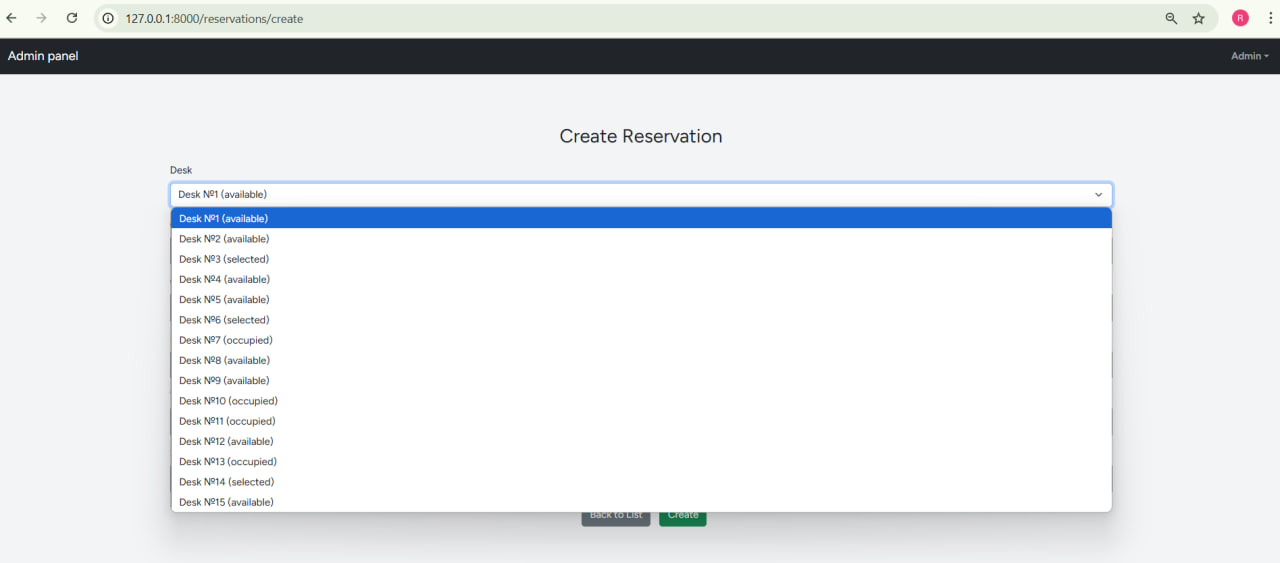 127.0.0.1:8000/reservations/create
R
Admin panel
Admin
Create Reservation
Desk
Desk №1 (available)
Desk №1 (available)
Desk №2 (available)
Desk №3 (selected)
Desk №4 (available)
Desk №5 (available)
Desk №6 (selected)
Desk №7 (occupied)
Desk №8 (available)
Desk №9 (available)
Desk №10 (occupied)
Desk №11 (occupied)
Desk №12 (available)
Desk №13 (occupied)
Desk №14 (selected)
Desk №15 (available)
Back to List Create